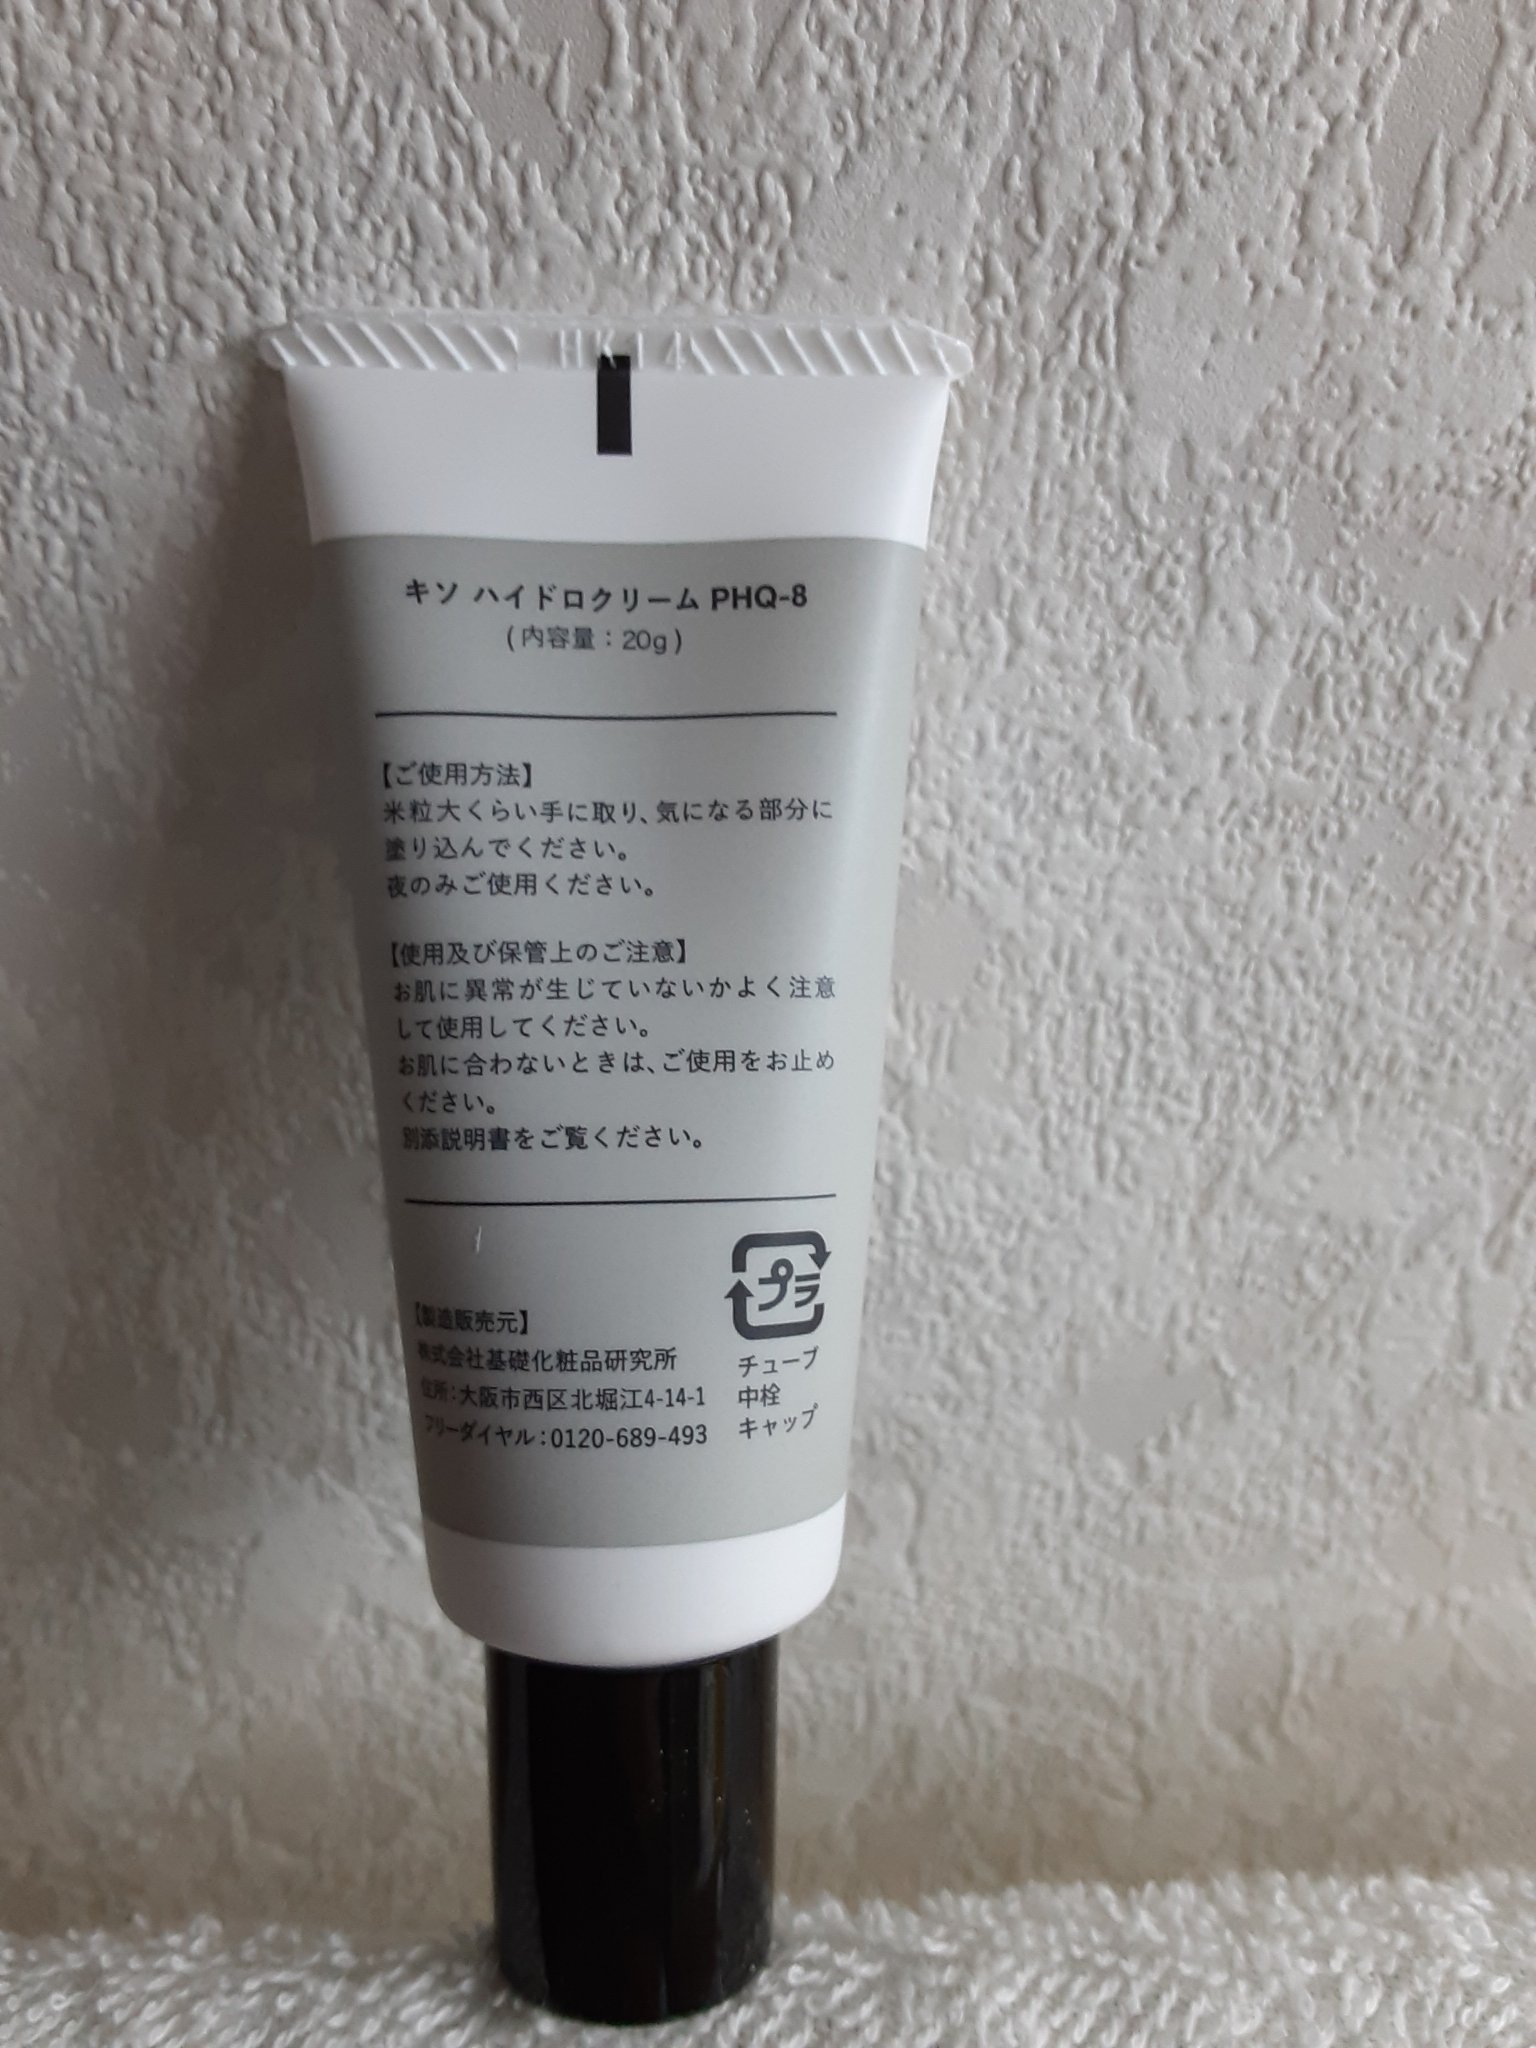 キソ ハイドロクリーム PHQ-8
(内容量：20g)
【ご使用方法】
米粒大くらい手に取り、気になる部分に
塗り込んでください。
夜のみご使用ください。
【使用及び保管上のご注意】
お肌に異常が生じていないかよく注意
して使用してください。
お肌に合わないときは、ご使用をお止め
ください。
別添説明書をご覧ください。
【製造販売元】
株式会社基礎化粧品研究所
住所：大阪市西区北堀江4-14-1
フリーダイヤル：0120-689-493
プラ
チューブ
中栓
キャップ